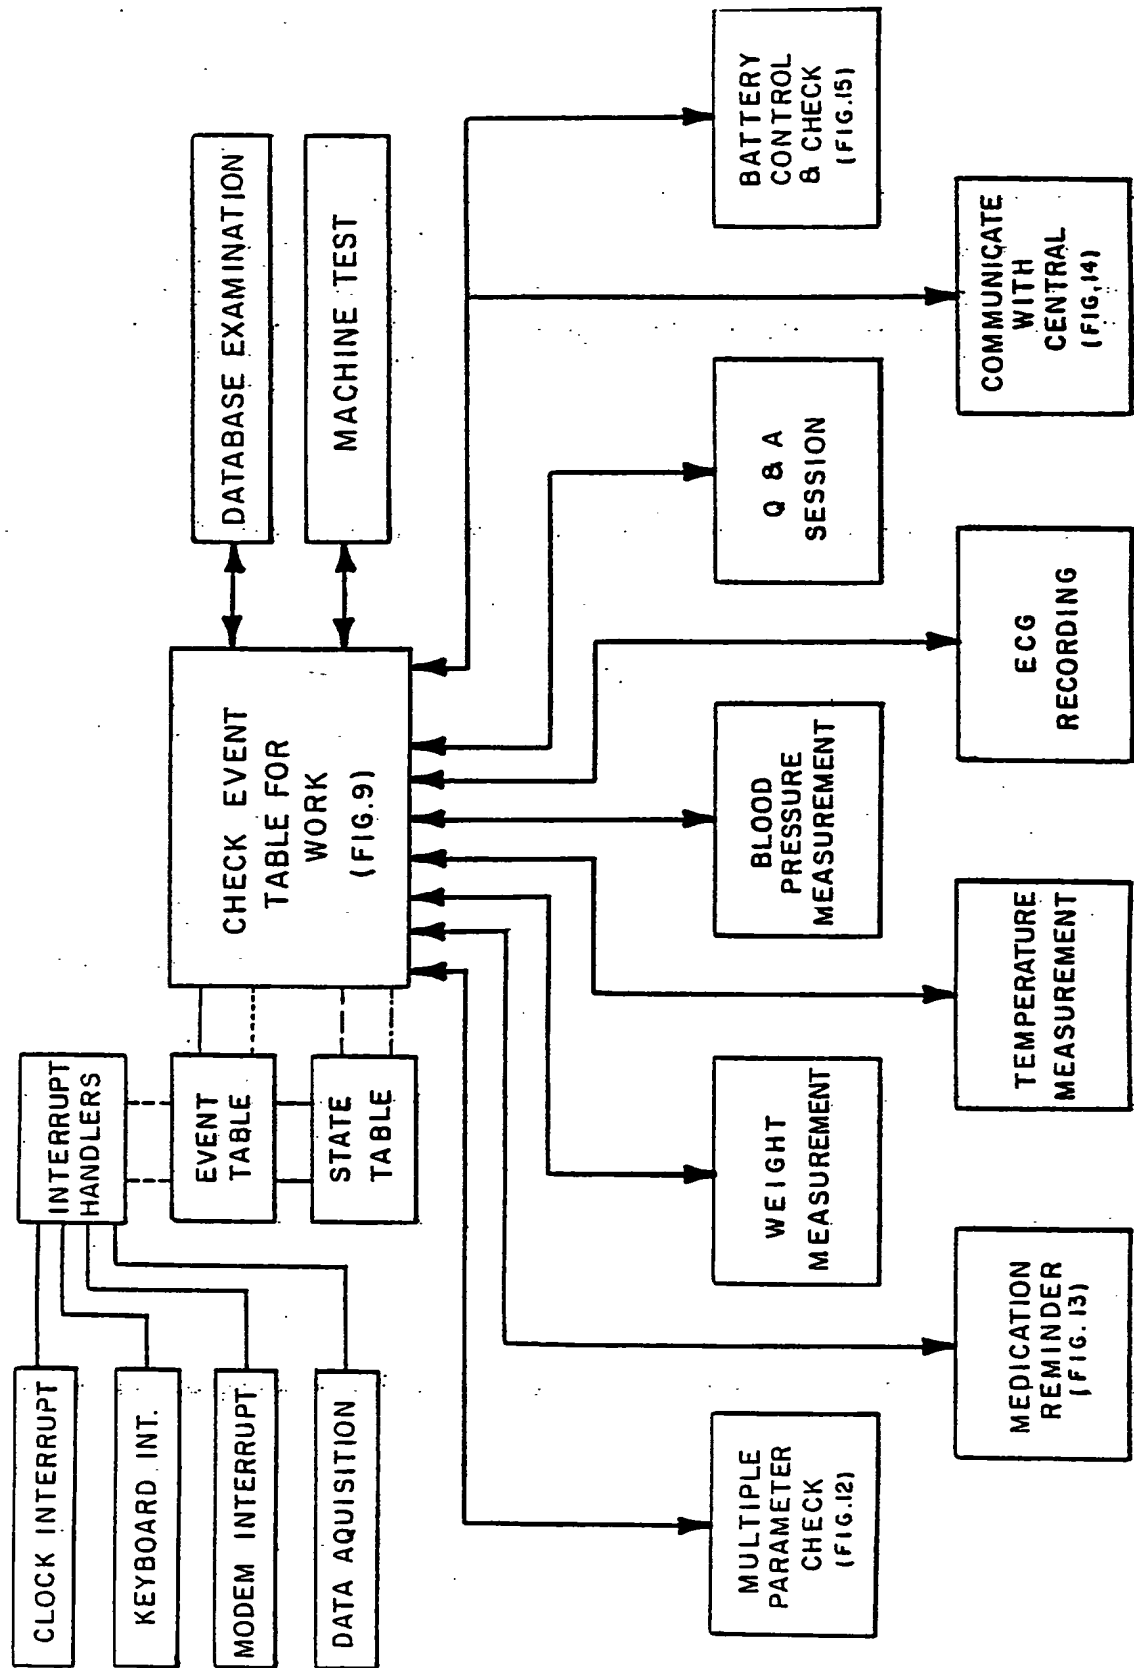 CLOCK INTERRUPT
KEYBOARD INT.
MODEM INTERRUPT
DATA AQUISITION
INTERRUPT
HANDLERS
EVENT
TABLE
STATE
TABLE
CHECK EVENT
TABLE FOR
WORK
(FIG.9)
DATABASE EXAMINATION
MACHINE TEST
MULTIPLE
PARAMETER
CHECK
(FIG.12)
WEIGHT
MEASUREMENT
BLOOD
PRESSURE
MEASUREMENT
Q & A
SESSION
BATTERY
CONTROL
& CHECK
(FIG.15)
MEDICATION
REMINDER
(FIG.13)
TEMPERATURE
MEASUREMENT
ECG
RECORDING
COMMUNICATE
WITH
CENTRAL
(FIG,14)